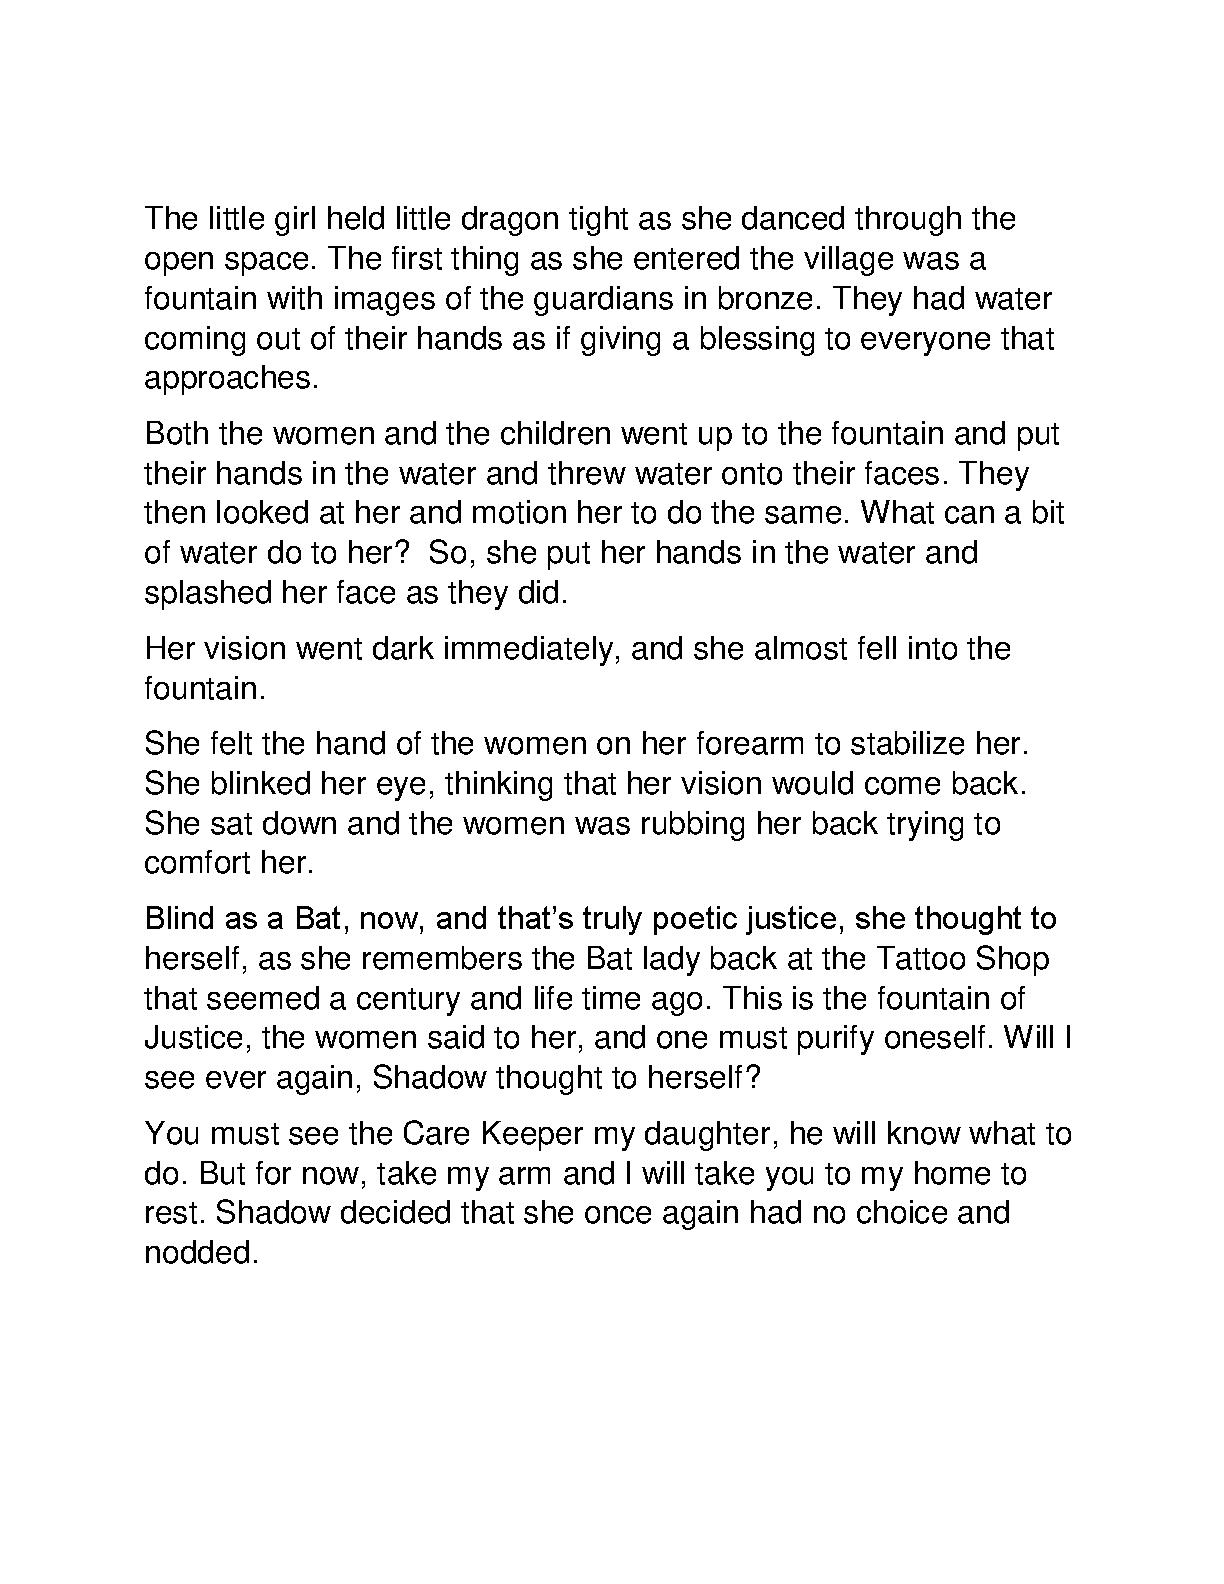 The little girl held little dragon tight as she danced through the
open space. The first thing as she entered the village was a
fountain with images of the guardians in bronze. They had water
coming out of their hands as if giving a blessing to everyone that
approaches.
Both the women and the children went up to the fountain and put
their hands in the water and threw water onto their faces. They
then looked at her and motion her to do the same. What can a bit
of water do to her?  So, she put her hands in the water and
splashed her face as they did.
Her vision went dark immediately, and she almost fell into the
fountain.
She felt the hand of the women on her forearm to stabilize her.
She blinked her eye, thinking that her vision would come back.
She sat down and the women was rubbing her back trying to
comfort her.
Blind as a Bat, now, and that’s truly poetic justice, she thought to
herself, as she remembers the Bat lady back at the Tattoo Shop
that seemed a century and life time ago. This is the fountain of
Justice, the women said to her, and one must purify oneself. Will I
see ever again, Shadow thought to herself?
You must see the Care Keeper my daughter, he will know what to
do. But for now, take my arm and I will take you to my home to
rest. Shadow decided that she once again had no choice and
nodded.